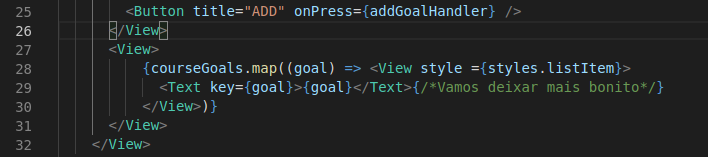 25 <Button title="ADD" onPress={addGoalHandler} />
26 </View>
27 <View>
28 {courseGoals.map((goal) => <View style ={styles.listItem}>
29 <Text key={goal}>{goal}</Text>{/*Vamos deixar mais bonito*/}
30 </View>)}
31 </View>
32 </View>